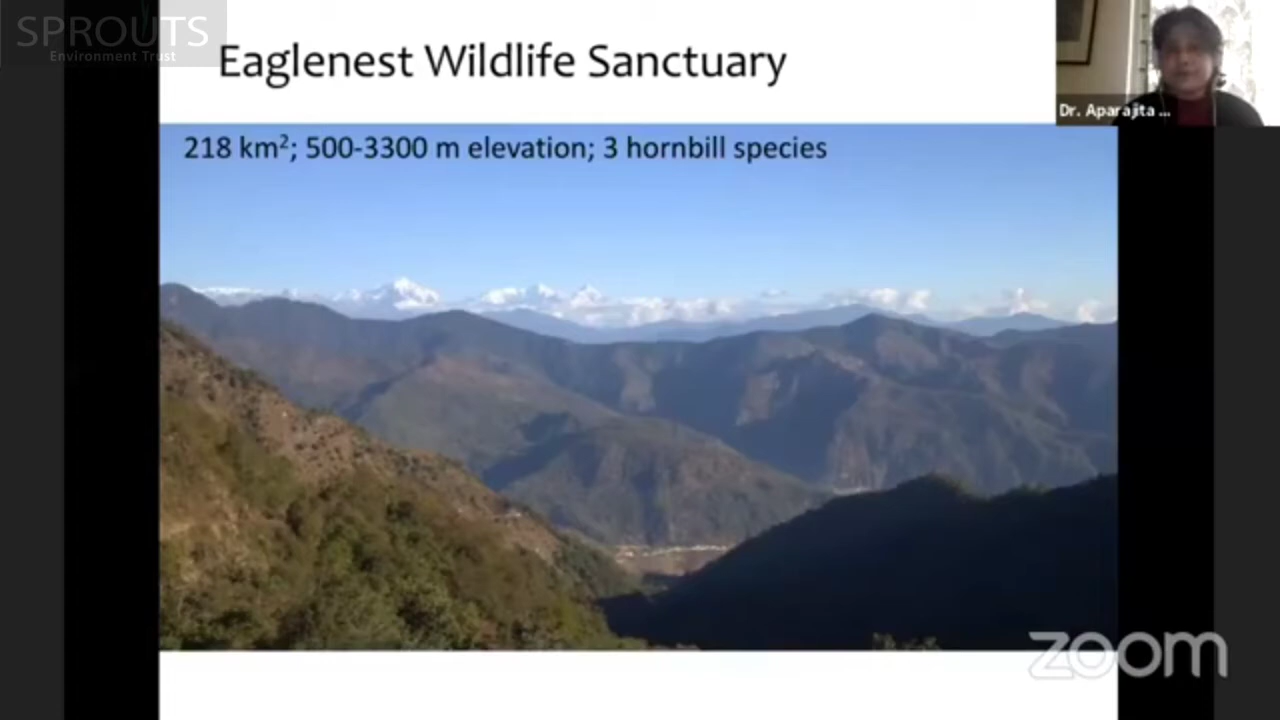 SPROUTS
Environment Trust
Eaglenest Wildlife Sanctuary
Dr. Aparajita ...
218 km²; 500-3300 m elevation; 3 hornbill species
zoom